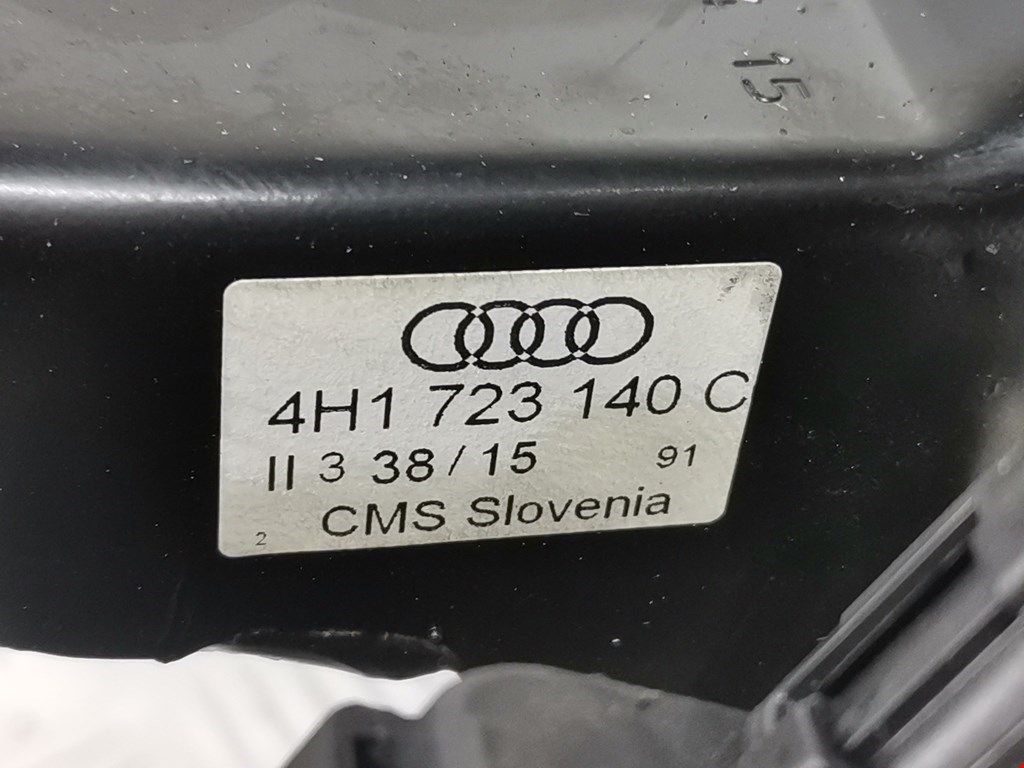 15
4H1 723 140 C
II 3 38/15 91
CMS Slovenia
2